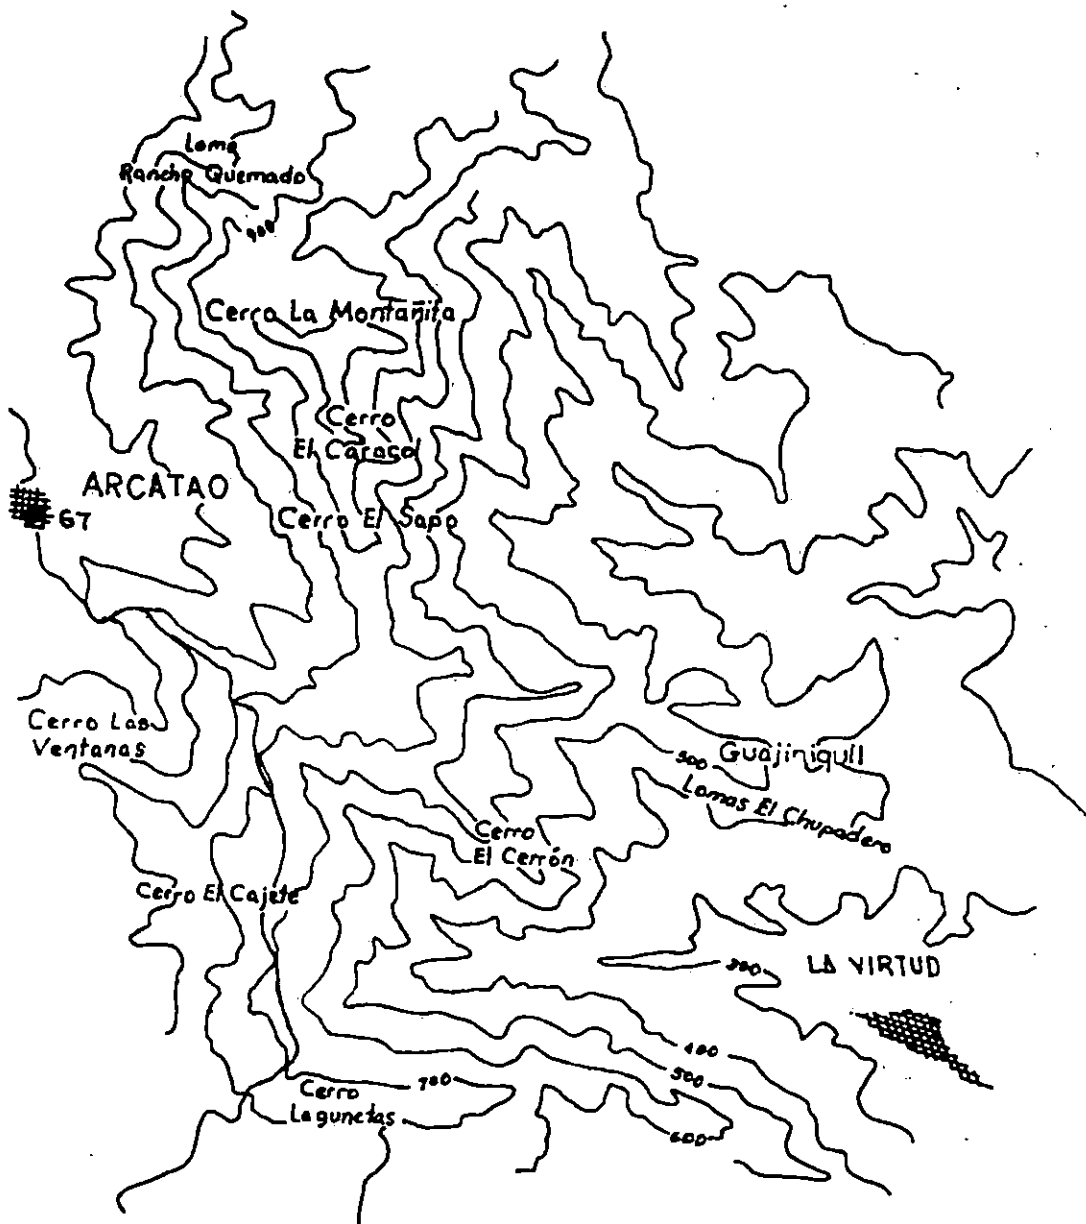 Loma
Rancho Quemado
900
Cerro La Montañita
Cerro
El Caracol
ARCATAO
67
Cerro El Sapo
Cerro Las
Ventanas
Guajiniquil
500
Lomas El Chupadero
Cerro
El Cerrón
Cerro El Cajete
LA VIRTUD
400
500
700
Cerro
Lagunetas
600